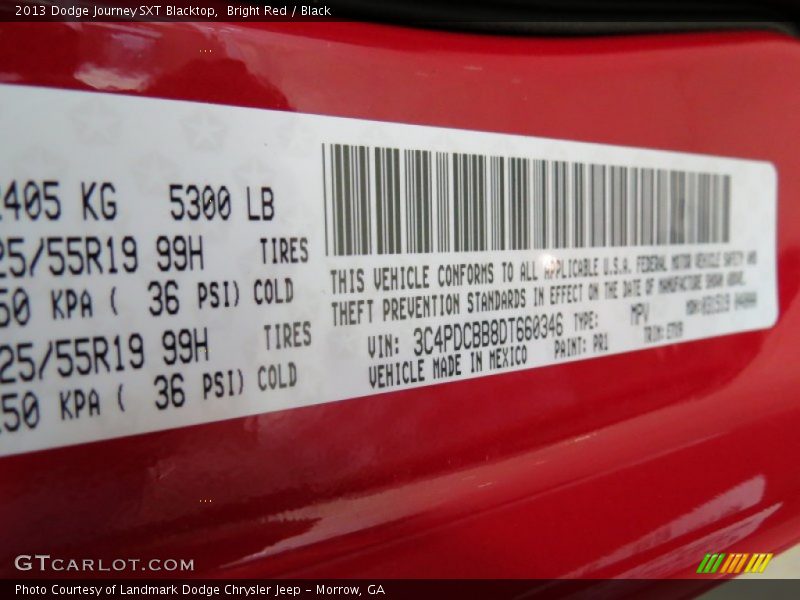 2013 Dodge Journey SXT Blacktop, Bright Red / Black
405 KG 5300 LB
25/55R19 99H TIRES
50 KPA ( 36 PSI) COLD
25/55R19 99H TIRES
50 KPA ( 36 PSI) COLD
THIS VEHICLE CONFORMS TO ALL APPLICABLE U.S.A. FEDERAL MOTOR VEHICLE SAFETY AND
THEFT PREVENTION STANDARDS IN EFFECT ON THE DATE OF MANUFACTURE SHOWN ABOVE.
VIN: 3C4PDCBB8DT660346 TYPE: MPV
VEHICLE MADE IN MEXICO PAINT: PR1 TRIM:
GTCARLOT.COM
Photo Courtesy of Landmark Dodge Chrysler Jeep - Morrow, GA